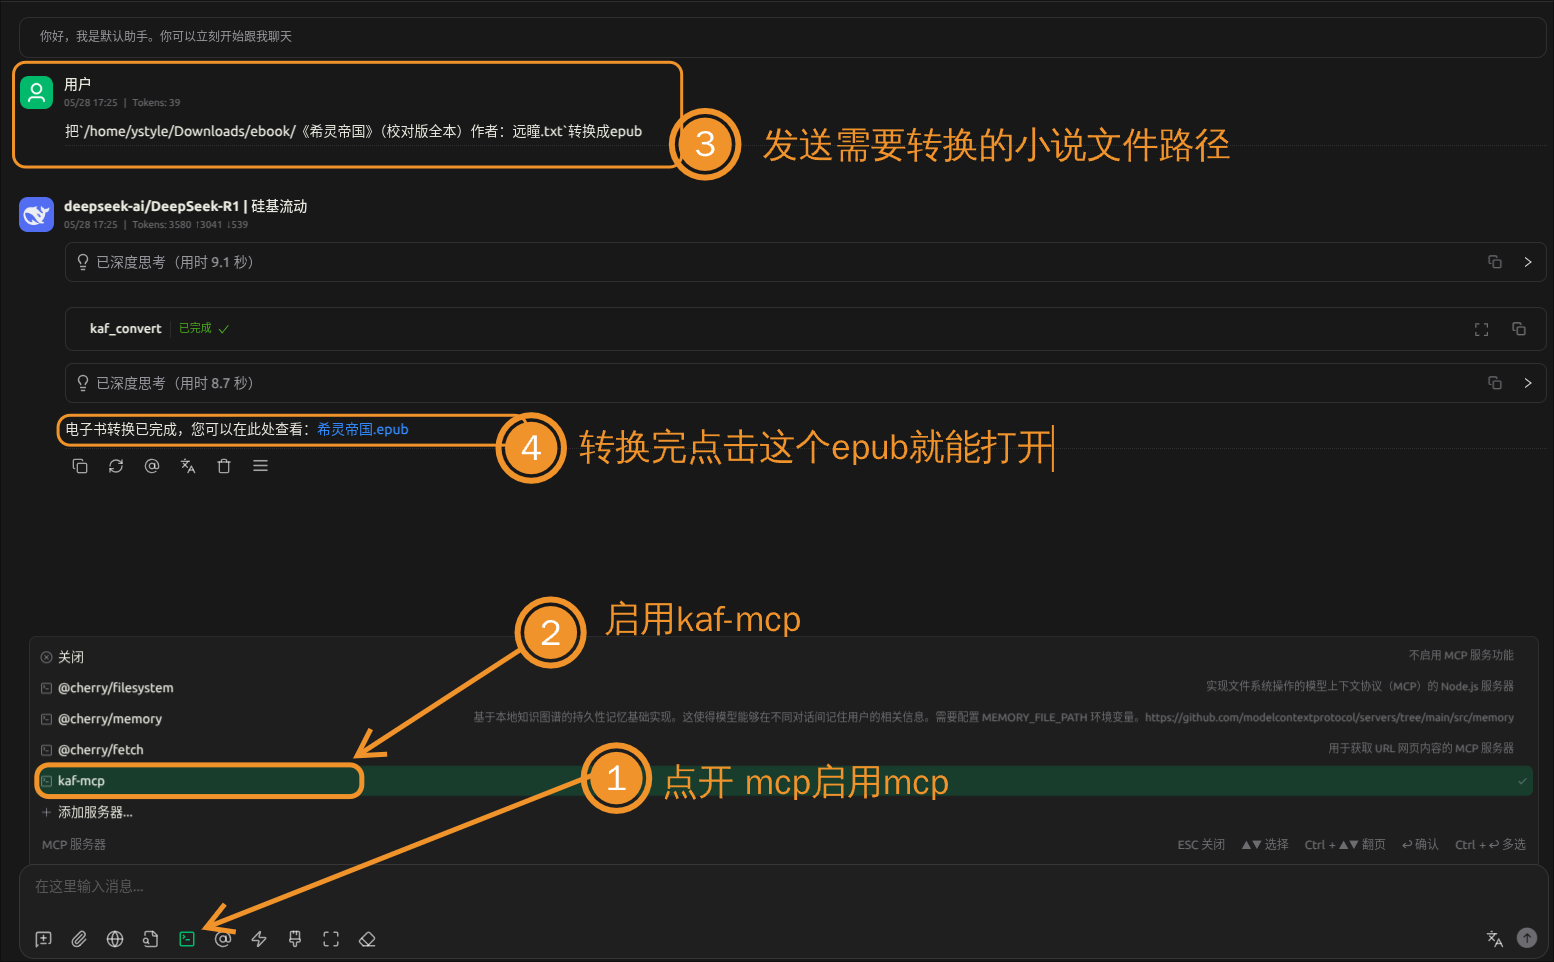 你好，我是默认助手。你可以立刻开始跟我聊天
用户
05/28 17:25 | Tokens: 39
把`/home/ystyle/Downloads/ebook/《希灵帝国》（校对版全本）作者：远瞳.txt`转换成epub
3 发送需要转换的小说文件路径
deepseek-ai/DeepSeek-R1 | 硅基流动
05/28 17:25 | Tokens: 3580 ↑3041 ↓539
已深度思考（用时 9.1 秒）
kaf_convert 已完成
已深度思考（用时 8.7 秒）
电子书转换已完成，您可以在此处查看：希灵帝国.epub
4 转换完点击这个epub就能打开
2 启用kaf-mcp
关闭 不启用 MCP 服务功能
@cherry/filesystem 实现文件系统操作的模型上下文协议（MCP）的 Node.js 服务器
@cherry/memory 基于本地知识图谱的持久性记忆基础实现。这使得模型能够在不同对话间记住用户的相关信息。需要配置 MEMORY_FILE_PATH 环境变量。https://github.com/modelcontextprotocol/servers/tree/main/src/memory
@cherry/fetch 用于获取 URL 网页内容的 MCP 服务器
kaf-mcp
1 点开 mcp启用mcp
+ 添加服务器...
MCP 服务器 ESC 关闭 ▲▼ 选择 Ctrl + ▲▼ 翻页 ↩ 确认 Ctrl + ↩ 多选
在这里输入消息...